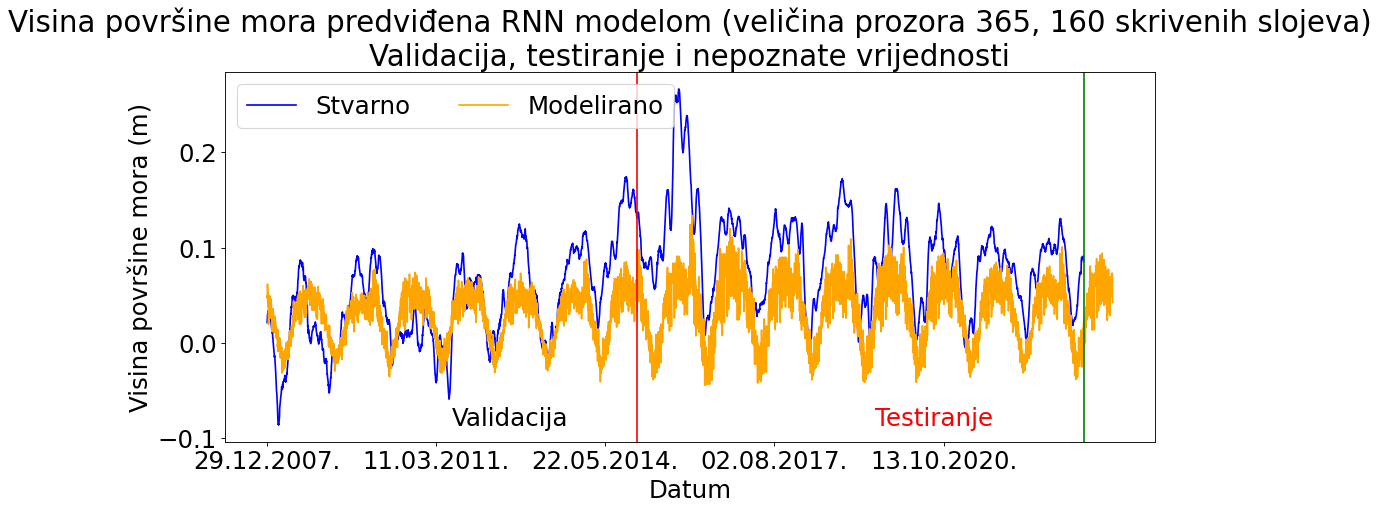 Visina površine mora predviđena RNN modelom (veličina prozora 365, 160 skrivenih slojeva)
Validacija, testiranje i nepoznate vrijednosti
Stvarno
Modelirano
Visina površine mora (m)
0.2
0.1
0.0
−0.1
Validacija
Testiranje
29.12.2007.
11.03.2011.
22.05.2014.
02.08.2017.
13.10.2020.
Datum